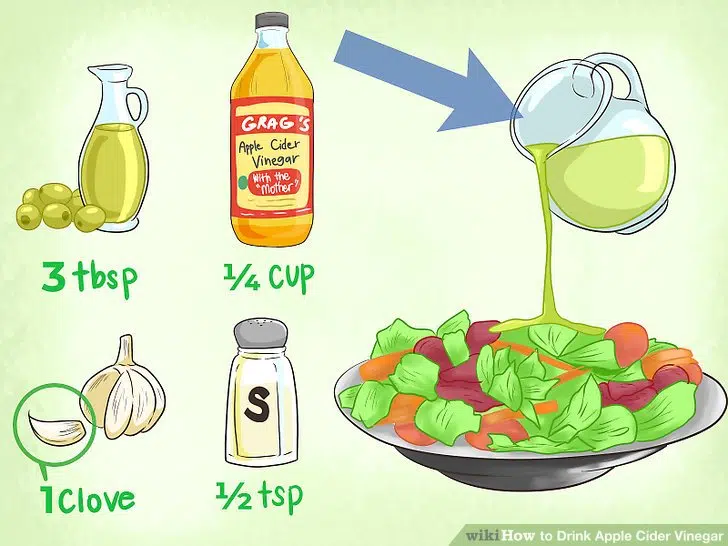 GRAG'S
Apple Cider
Vinegar
With the
"Mother"
3 tbsp
1/4 CUP
S
1 Clove
1/2 tsp
wikiHow to Drink Apple Cider Vinegar